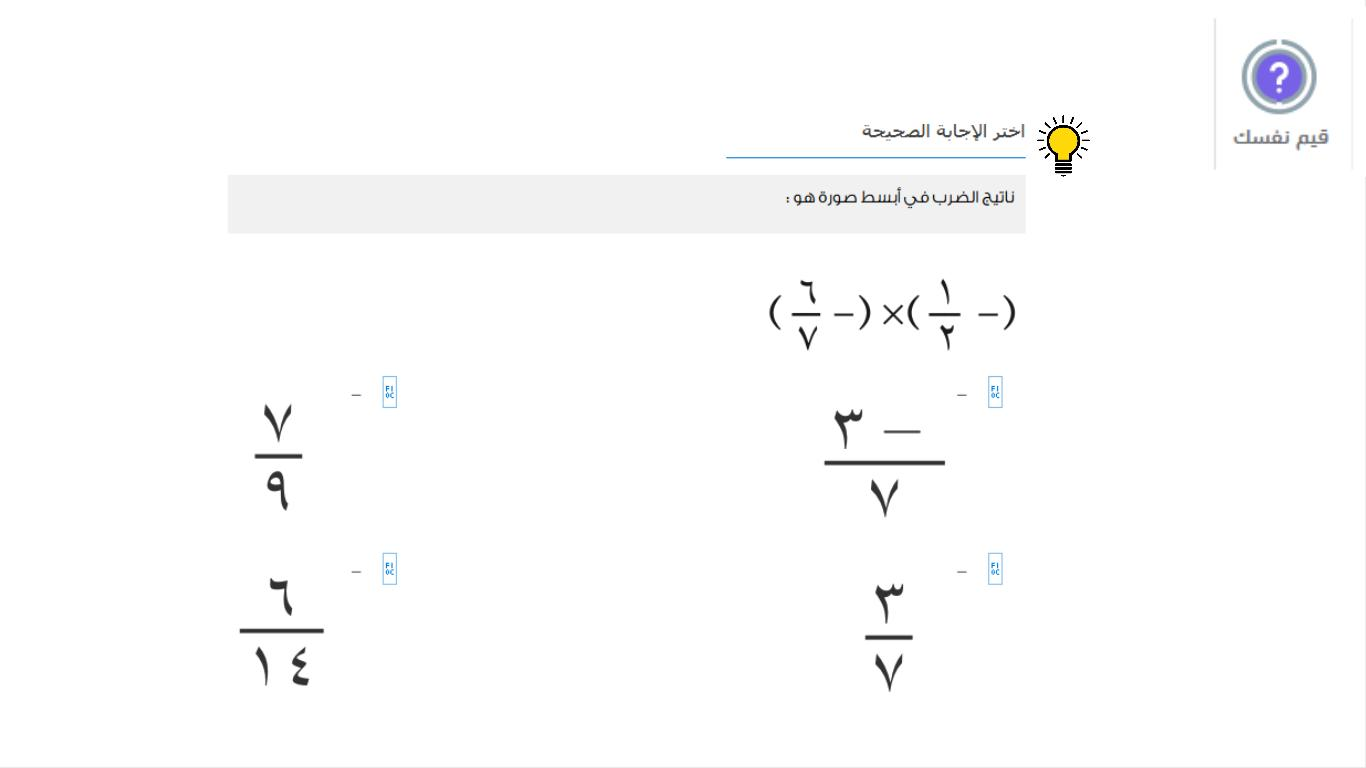 ?
قيم نفسك
اختر الإجابة الصحيحة
ناتيج الضرب في أبسط صورة هو :
(− ١/٢) × (− ٦/٧)
− − ٣/٧
− ٧/٩
− ٣/٧
− ٦/١٤